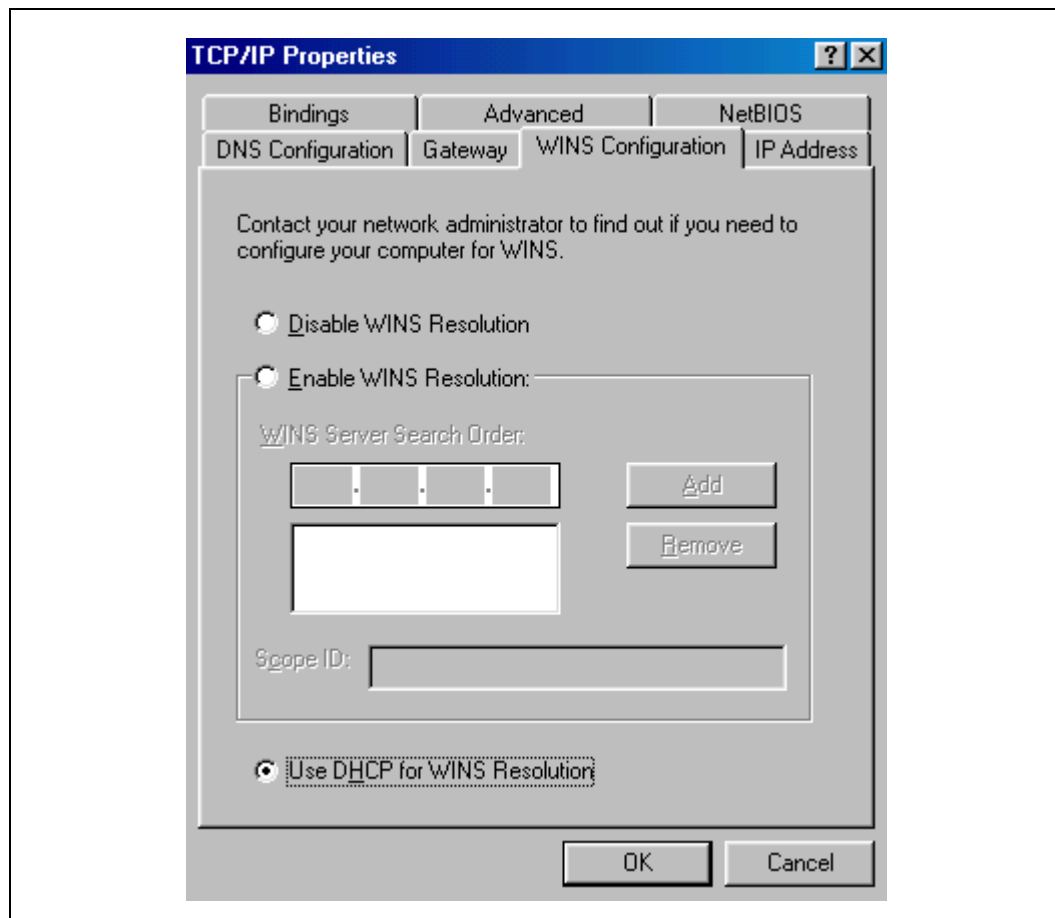 TCP/IP Properties
Bindings
Advanced
NetBIOS
DNS Configuration
Gateway
WINS Configuration
IP Address
Contact your network administrator to find out if you need to
configure your computer for WINS.
Disable WINS Resolution
Enable WINS Resolution:
WINS Server Search Order:
Add
Remove
Scope ID:
Use DHCP for WINS Resolution
OK
Cancel